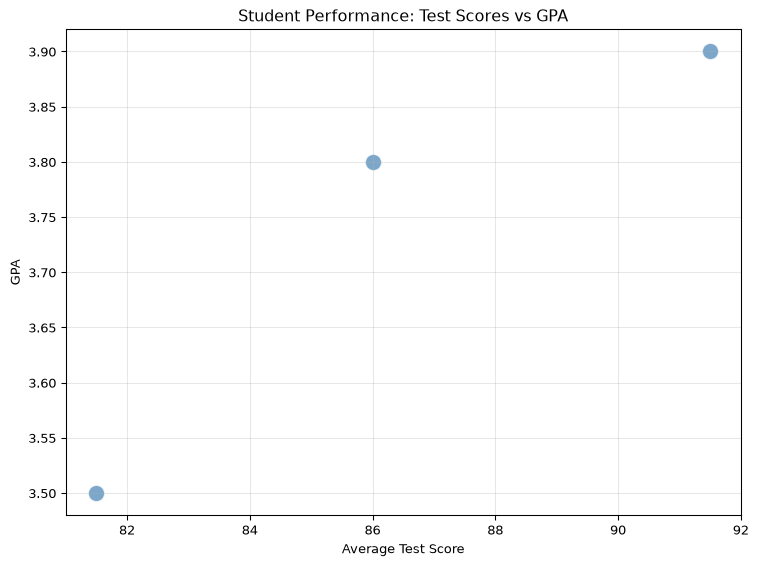 Student Performance: Test Scores vs GPA
3.90
3.85
3.80
3.75
3.70
3.65
3.60
3.55
3.50
GPA
82 84 86 88 90 92
Average Test Score